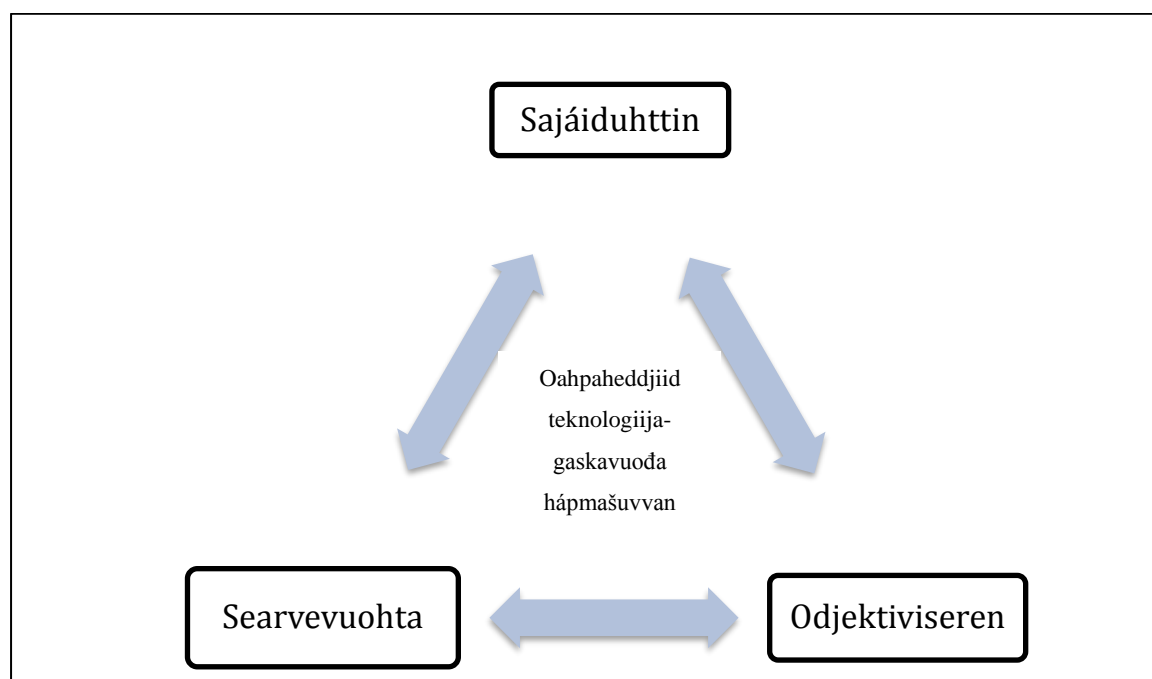 Sajáiduhttin
Oahpaheddjiid
teknologiija-
gaskavuođa
hápmašuvvan
Searvevuohta
Odjektiviseren